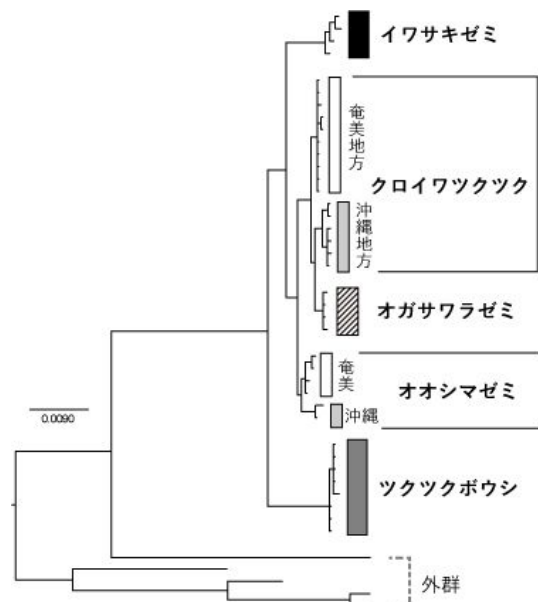 イワサキゼミ
奄美地方
クロイワツクツク
沖縄地方
オガサワラゼミ
奄美
オオシマゼミ
沖縄
0.0090
ツクツクボウシ
外群